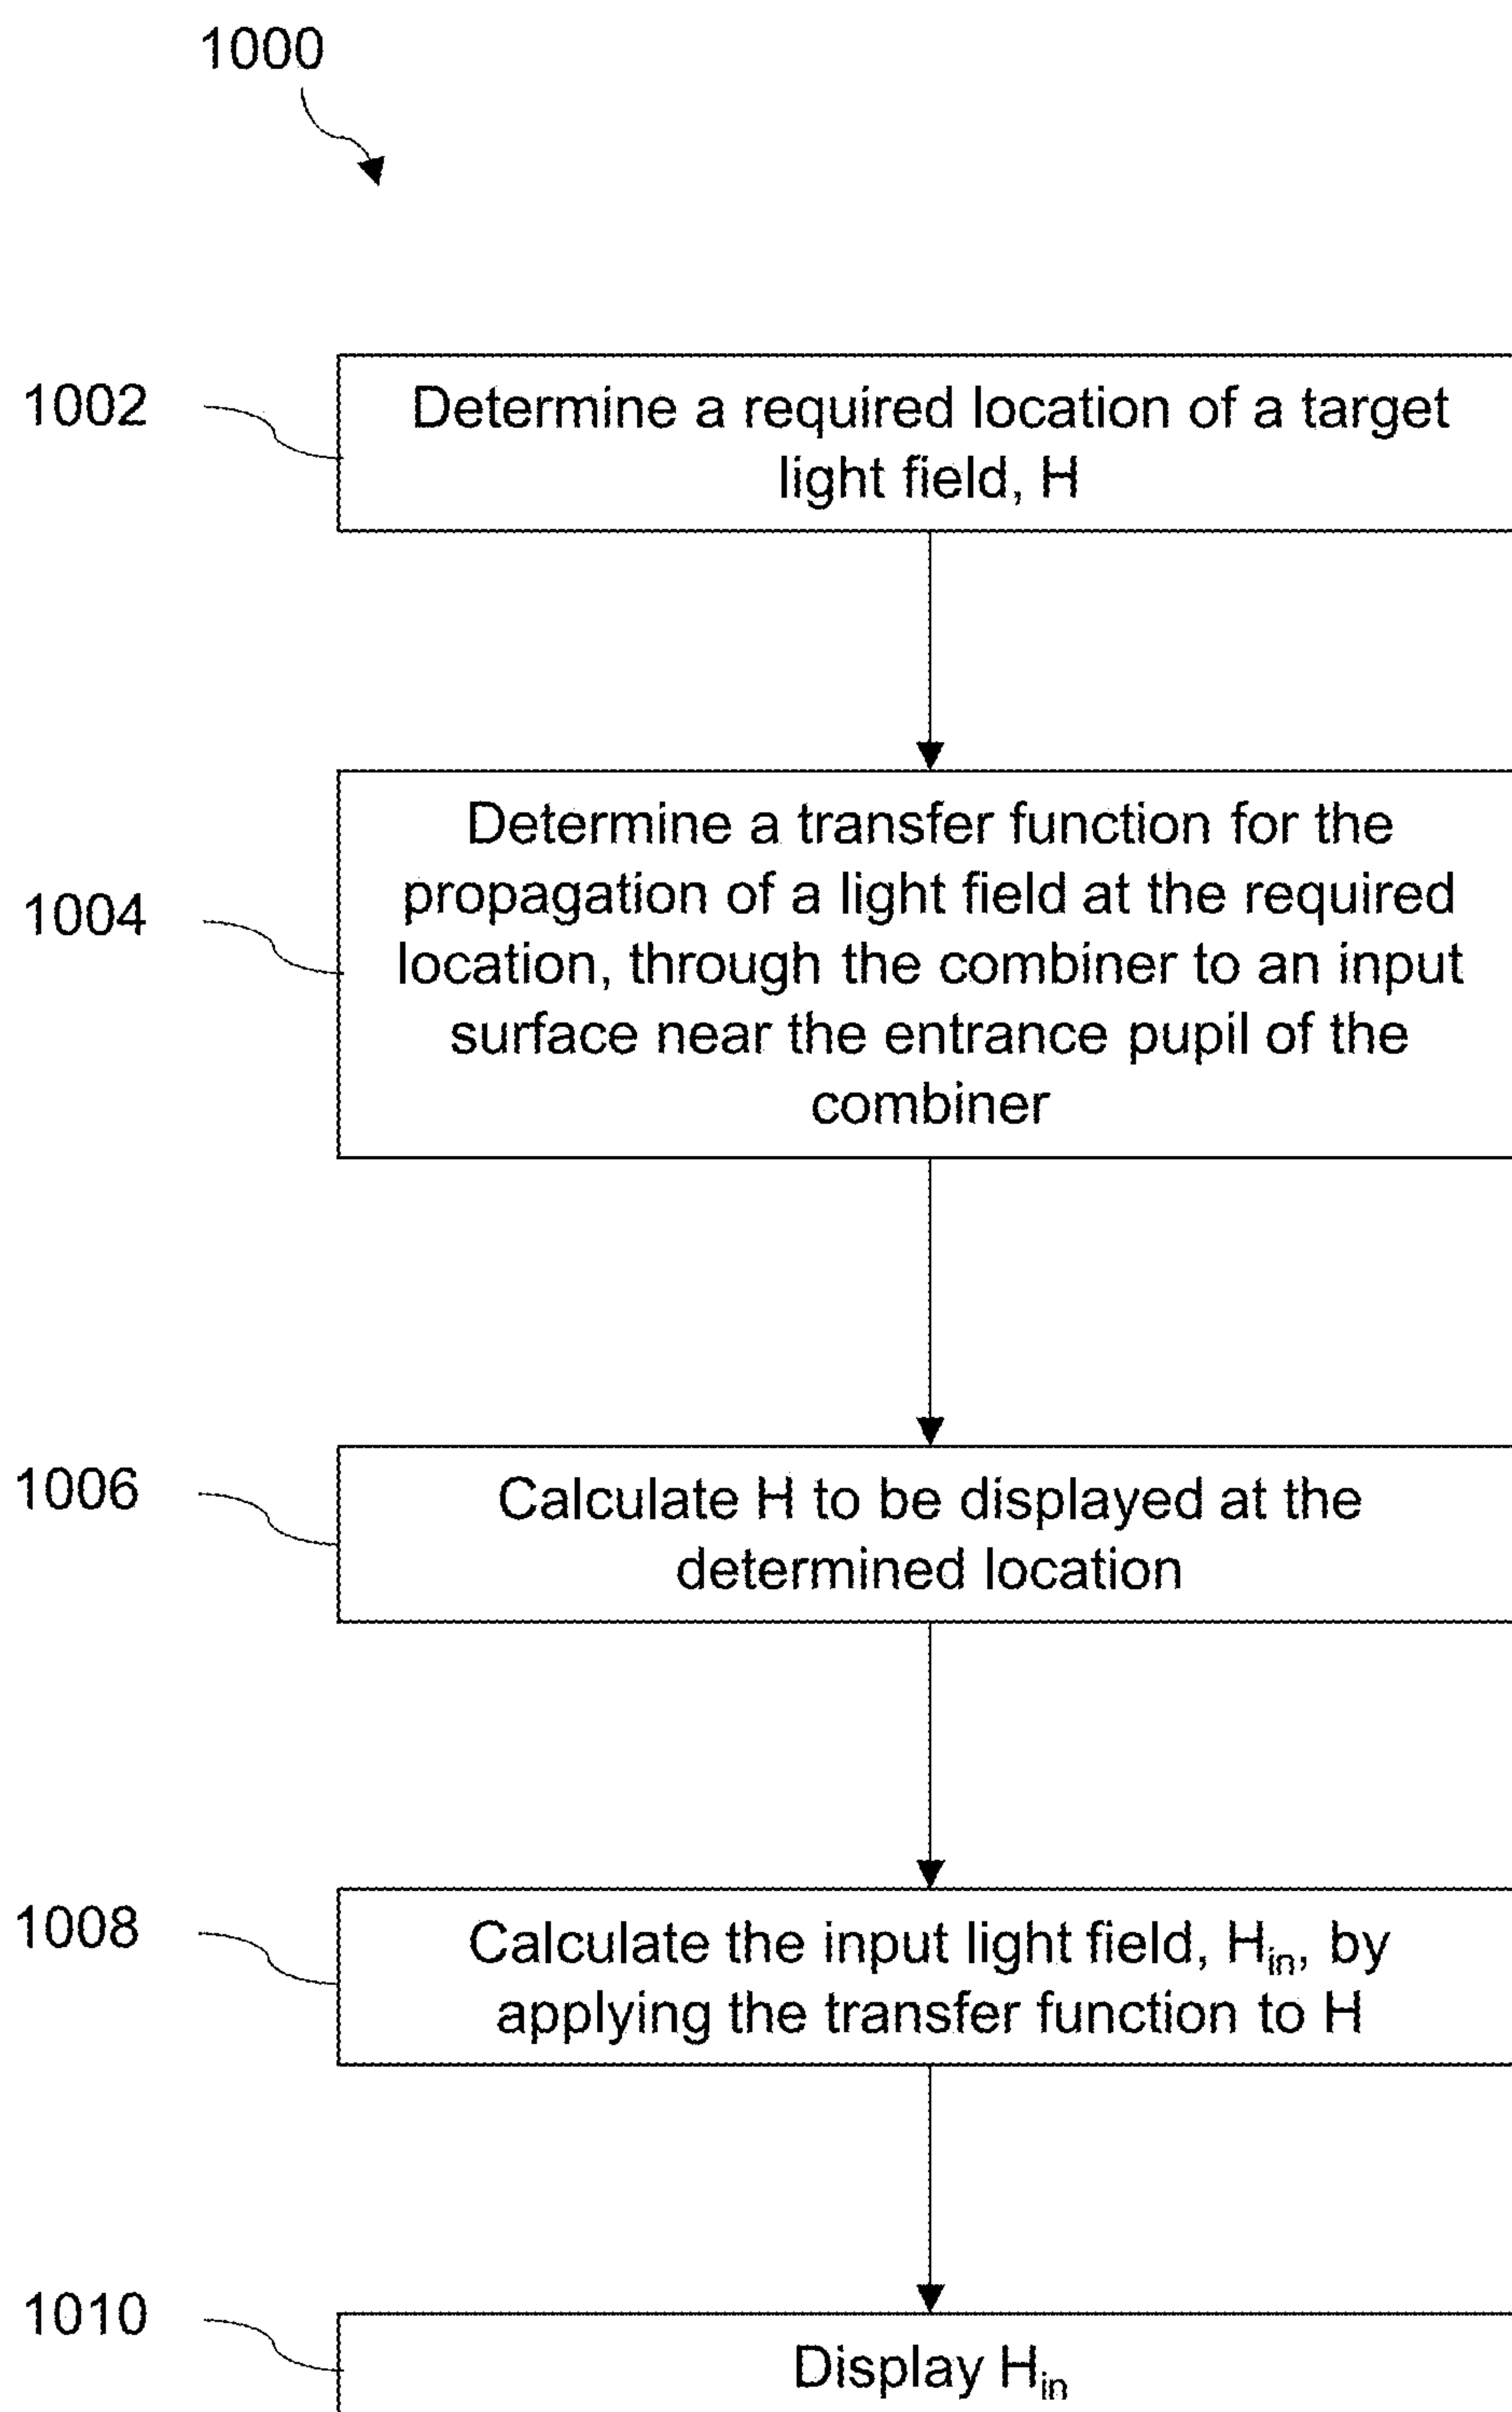 1000
1002
Determine a required location of a target
light field, H
1004
Determine a transfer function for the
propagation of a light field at the required
location, through the combiner to an input
surface near the entrance pupil of the
combiner
1006
Calculate H to be displayed at the
determined location
1008
Calculate the input light field, H_in, by
applying the transfer function to H
1010
Display H_in